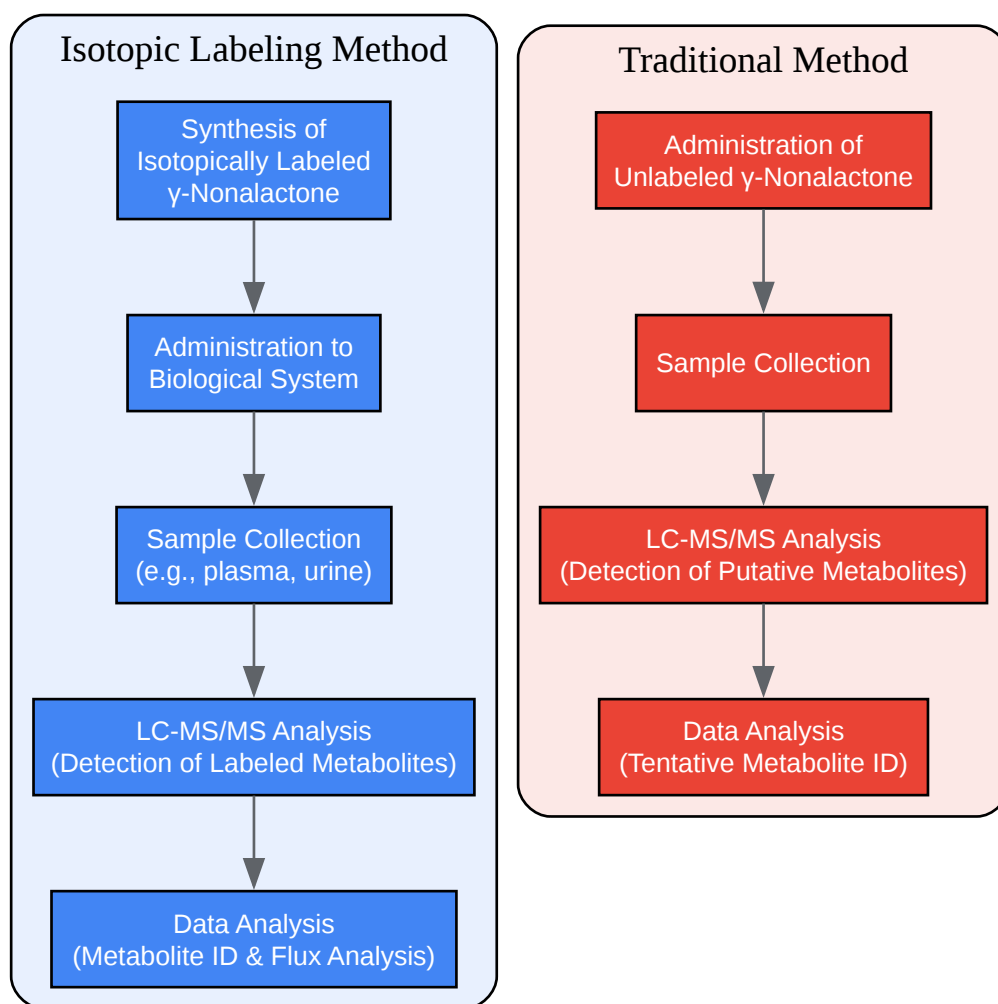 Isotopic Labeling Method
Synthesis of
Isotopically Labeled
γ-Nonalactone
Administration to
Biological System
Sample Collection
(e.g., plasma, urine)
LC-MS/MS Analysis
(Detection of Labeled Metabolites)
Data Analysis
(Metabolite ID & Flux Analysis)
Traditional Method
Administration of
Unlabeled γ-Nonalactone
Sample Collection
LC-MS/MS Analysis
(Detection of Putative Metabolites)
Data Analysis
(Tentative Metabolite ID)